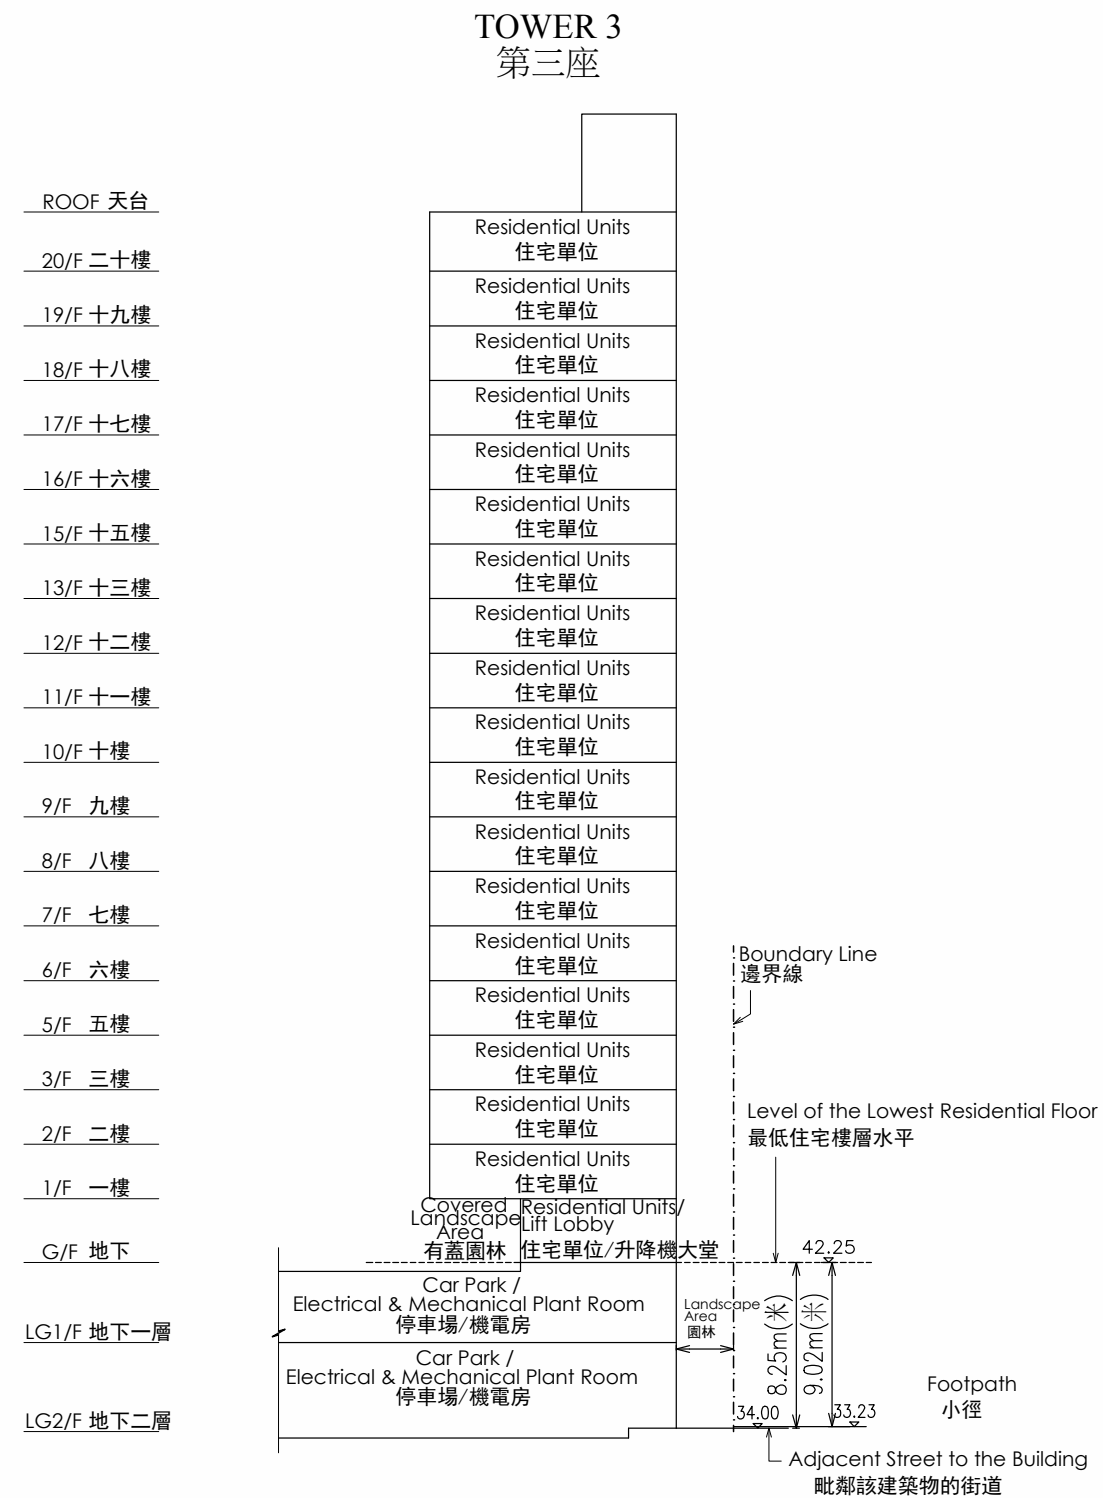 TOWER 3
第三座
ROOF 天台
Residential Units
住宅單位
20/F 二十樓
Residential Units
住宅單位
19/F 十九樓
Residential Units
住宅單位
18/F 十八樓
Residential Units
住宅單位
17/F 十七樓
Residential Units
住宅單位
16/F 十六樓
Residential Units
住宅單位
15/F 十五樓
Residential Units
住宅單位
13/F 十三樓
Residential Units
住宅單位
12/F 十二樓
Residential Units
住宅單位
11/F 十一樓
Residential Units
住宅單位
10/F 十樓
Residential Units
住宅單位
9/F 九樓
Residential Units
住宅單位
8/F 八樓
Residential Units
住宅單位
7/F 七樓
Residential Units
住宅單位
6/F 六樓
Boundary Line
邊界線
Residential Units
住宅單位
5/F 五樓
Residential Units
住宅單位
3/F 三樓
Residential Units
住宅單位
2/F 二樓
Level of the Lowest Residential Floor
最低住宅樓層水平
Residential Units
住宅單位
1/F 一樓
Covered
Landscape
Area
有蓋園林
Residential Units/
Lift Lobby
住宅單位/升降機大堂
G/F 地下
42.25
Car Park /
Electrical & Mechanical Plant Room
停車場/機電房
LG1/F 地下一層
Landscape
Area
園林
8.25m(米)
9.02m(米)
Car Park /
Electrical & Mechanical Plant Room
停車場/機電房
LG2/F 地下二層
34.00
33.23
Footpath
小徑
Adjacent Street to the Building
毗鄰該建築物的街道